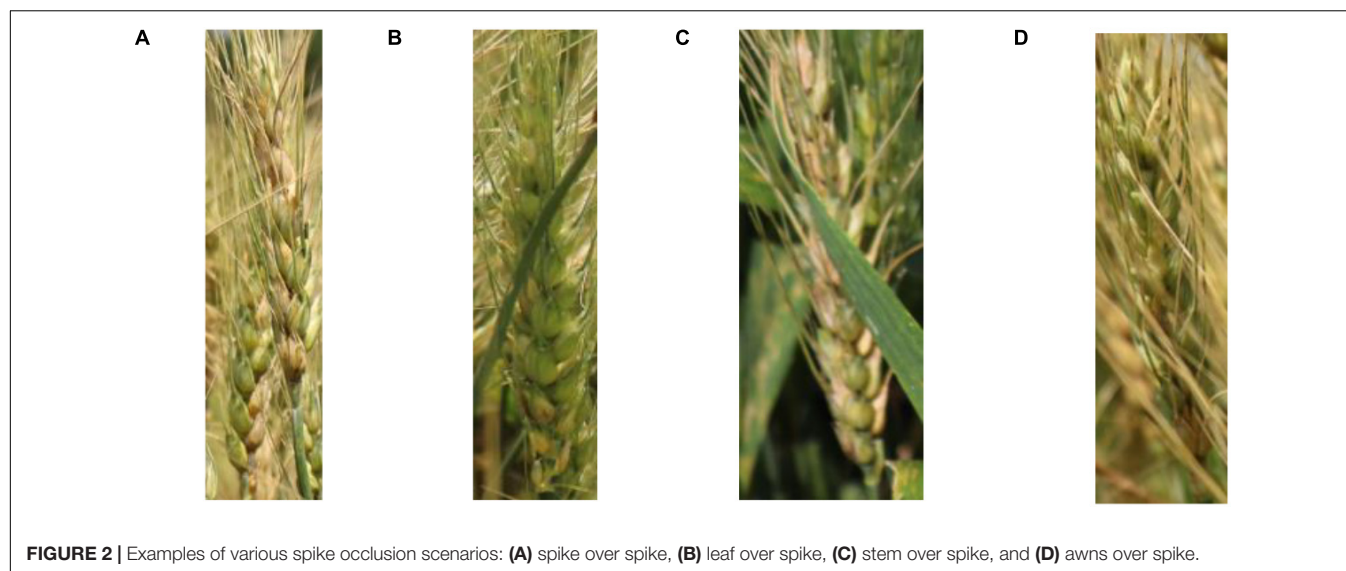 A B C D
FIGURE 2 | Examples of various spike occlusion scenarios: (A) spike over spike, (B) leaf over spike, (C) stem over spike, and (D) awns over spike.